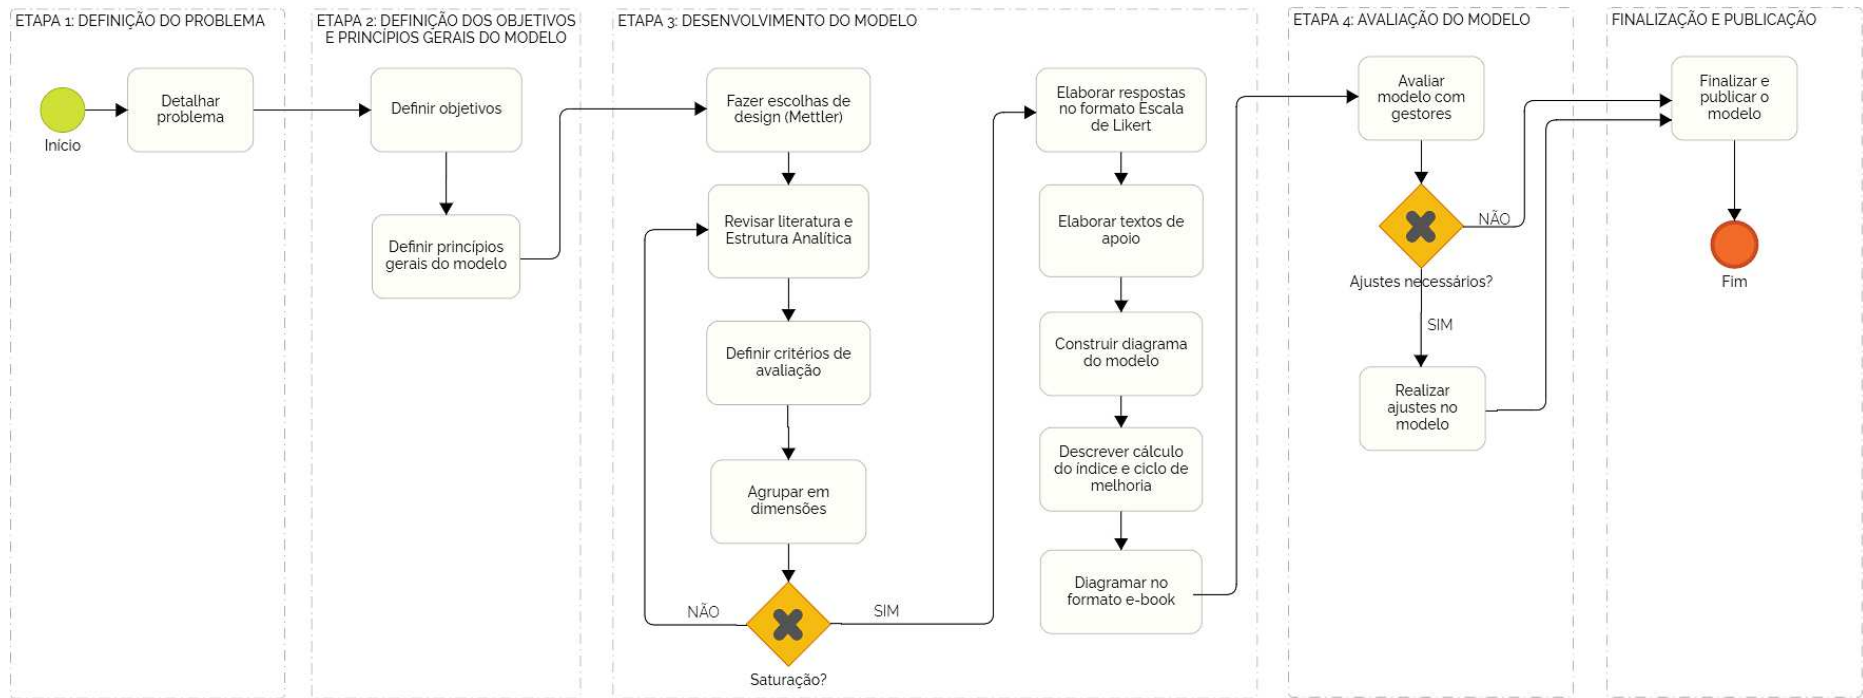 ETAPA 1: DEFINIÇÃO DO PROBLEMA
Início
Detalhar
problema
ETAPA 2: DEFINIÇÃO DOS OBJETIVOS
E PRINCÍPIOS GERAIS DO MODELO
Definir objetivos
Definir princípios
gerais do modelo
ETAPA 3: DESENVOLVIMENTO DO MODELO
Fazer escolhas de
design (Mettler)
Revisar literatura e
Estrutura Analítica
Definir critérios de
avaliação
Agrupar em
dimensões
NÃO
SIM
Saturação?
Elaborar respostas
no formato Escala
de Likert
Elaborar textos de
apoio
Construir diagrama
do modelo
Descrever cálculo
do índice e ciclo de
melhoria
Diagramar no
formato e-book
ETAPA 4: AVALIAÇÃO DO MODELO
Avaliar
modelo com
gestores
NÃO
Ajustes necessários?
SIM
Realizar
ajustes no
modelo
FINALIZAÇÃO E PUBLICAÇÃO
Finalizar e
publicar o
modelo
Fim